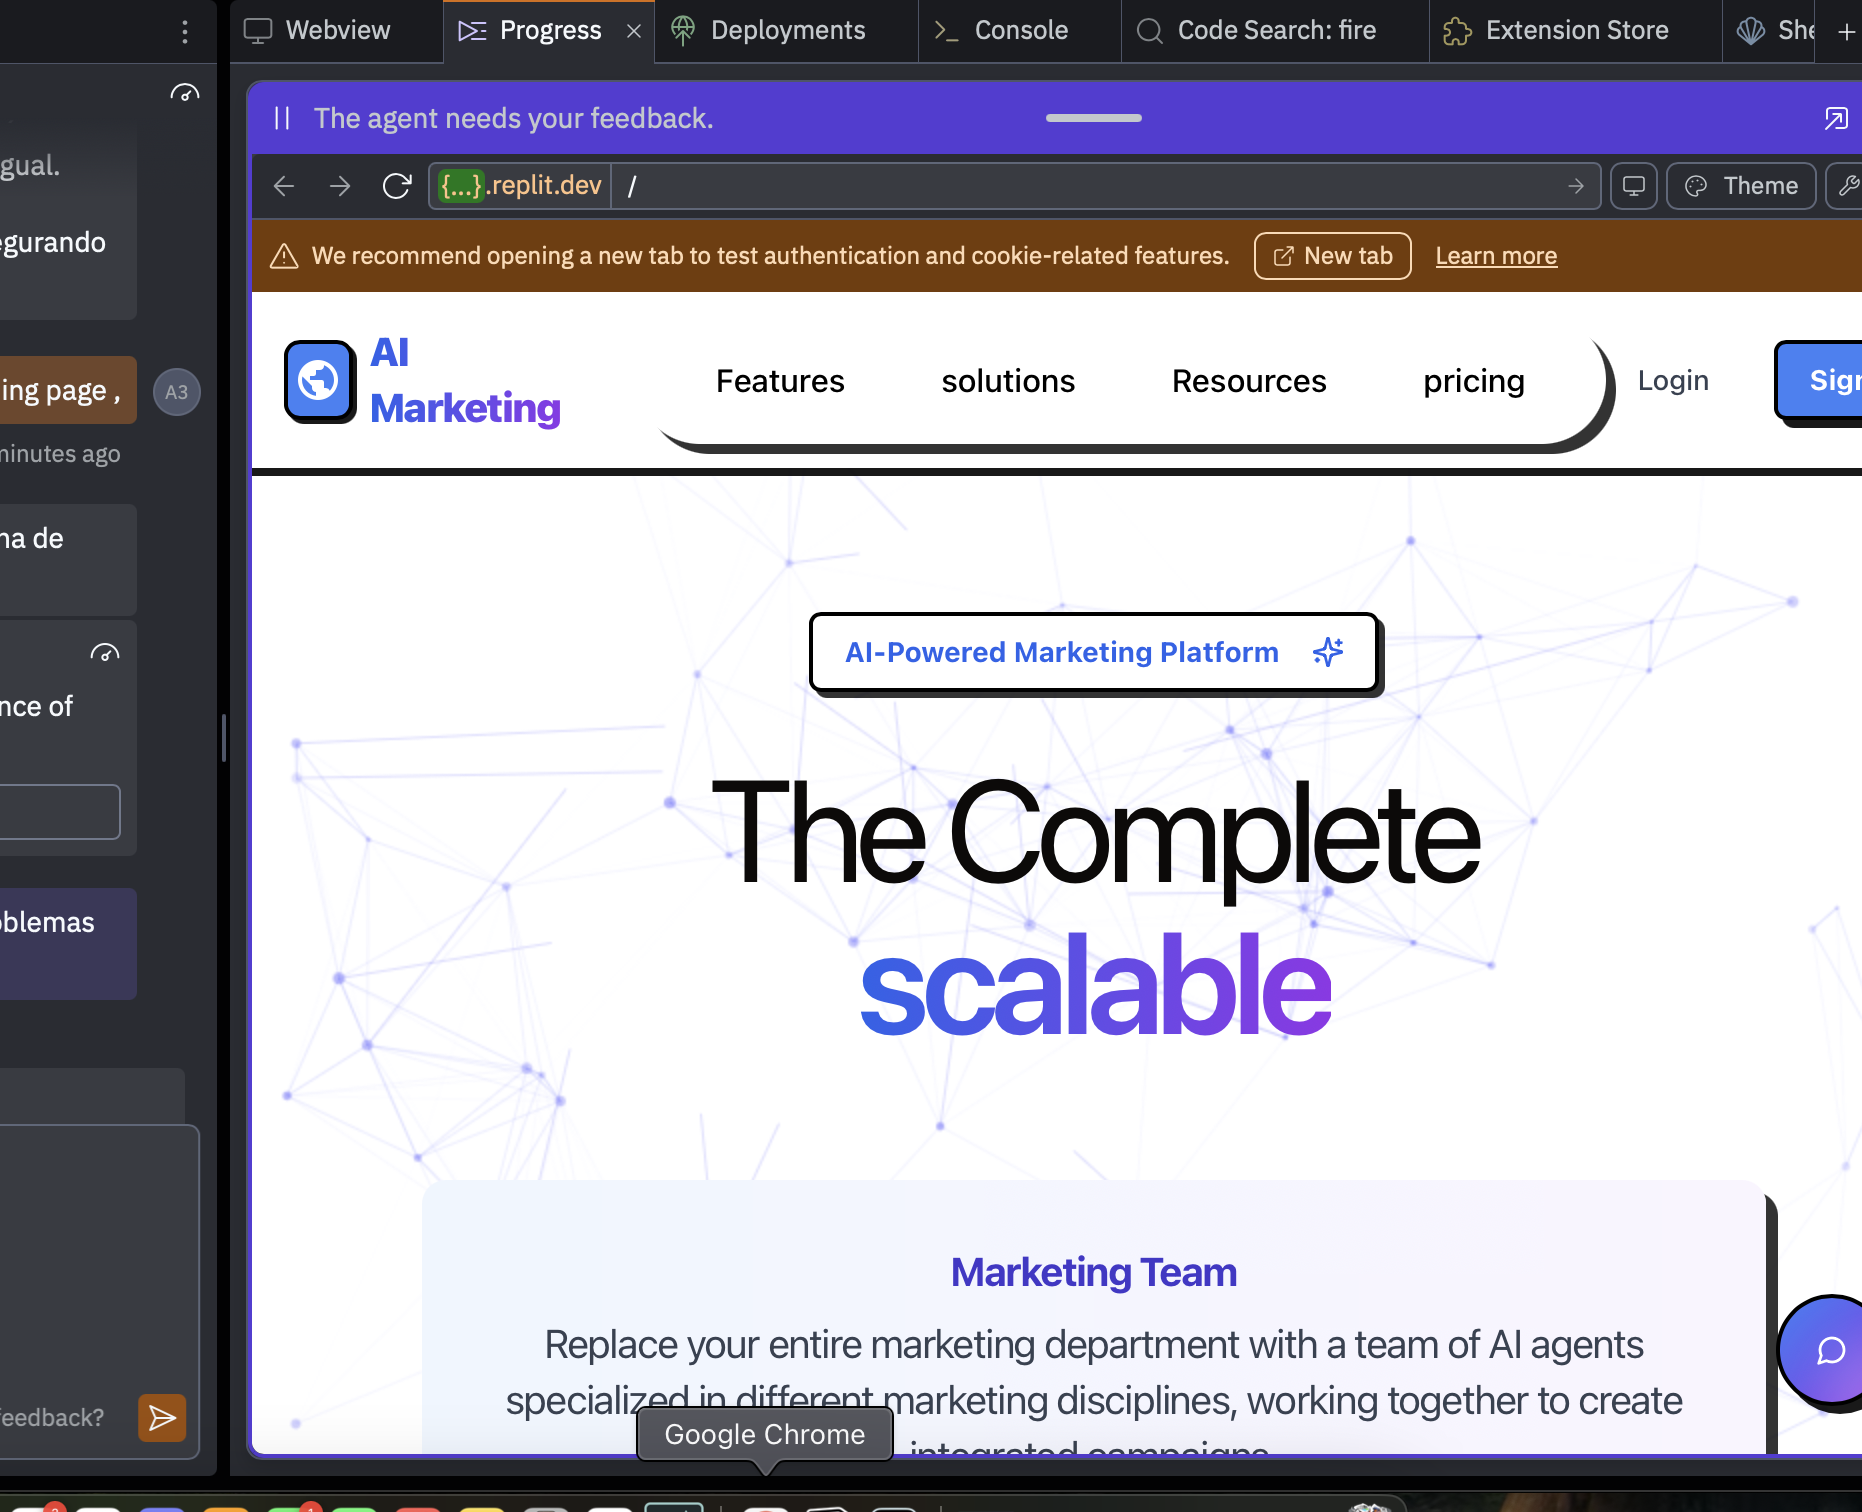 Webview
Progress
Deployments
Console
Code Search: fire
Extension Store
She
gual.
egurando
ing page ,
A3
minutes ago
na de
nce of
oblemas
feedback?
The agent needs your feedback.
{...}.replit.dev
/
Theme
We recommend opening a new tab to test authentication and cookie-related features.
New tab
Learn more
AI
Marketing
Features
solutions
Resources
pricing
Login
Sign
AI-Powered Marketing Platform
The Complete
scalable
Marketing Team
Replace your entire marketing department with a team of AI agents
specialized in different marketing disciplines, working together to create
integrated campaigns
Google Chrome